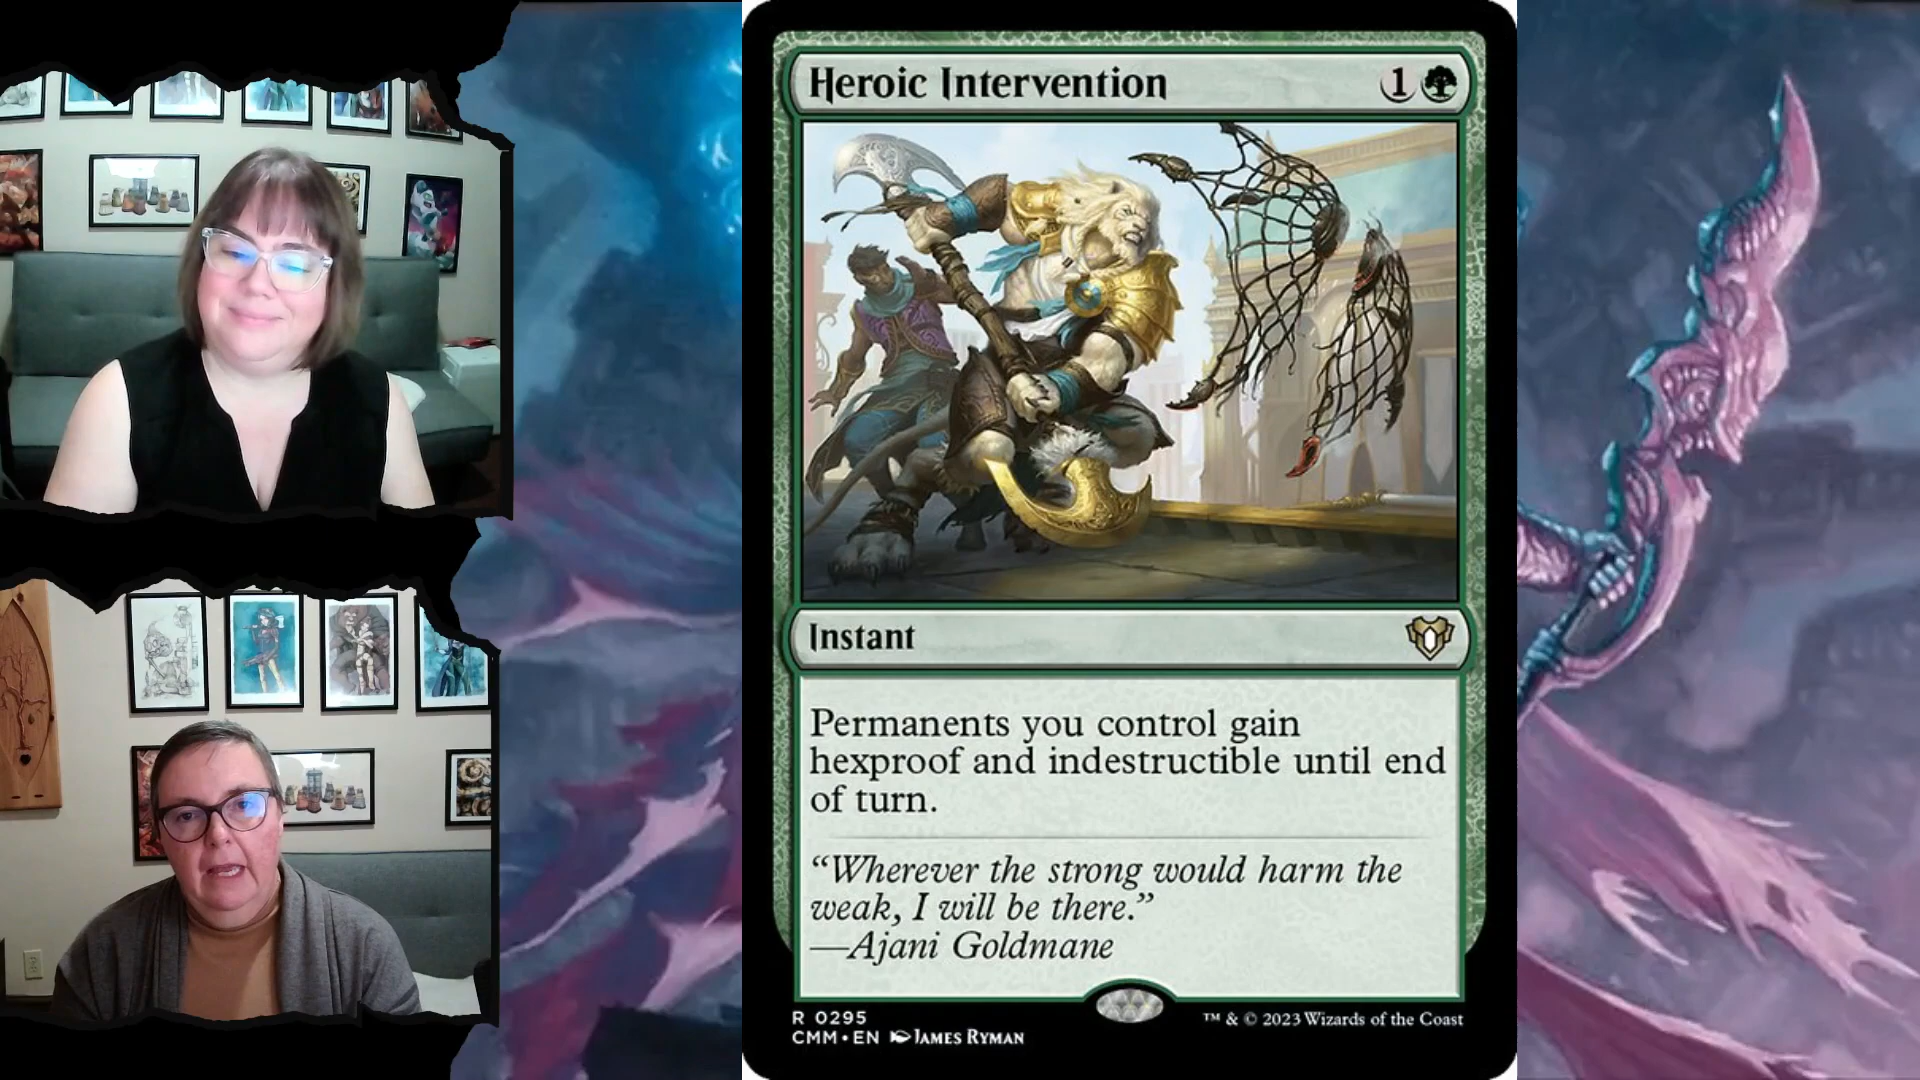 Heroic Intervention 1
Instant
Permanents you control gain
hexproof and indestructible until end
of turn.
“Wherever the strong would harm the
weak, I will be there.”
—Ajani Goldmane
R 0295
CMM • EN James Ryman
™ & © 2023 Wizards of the Coast